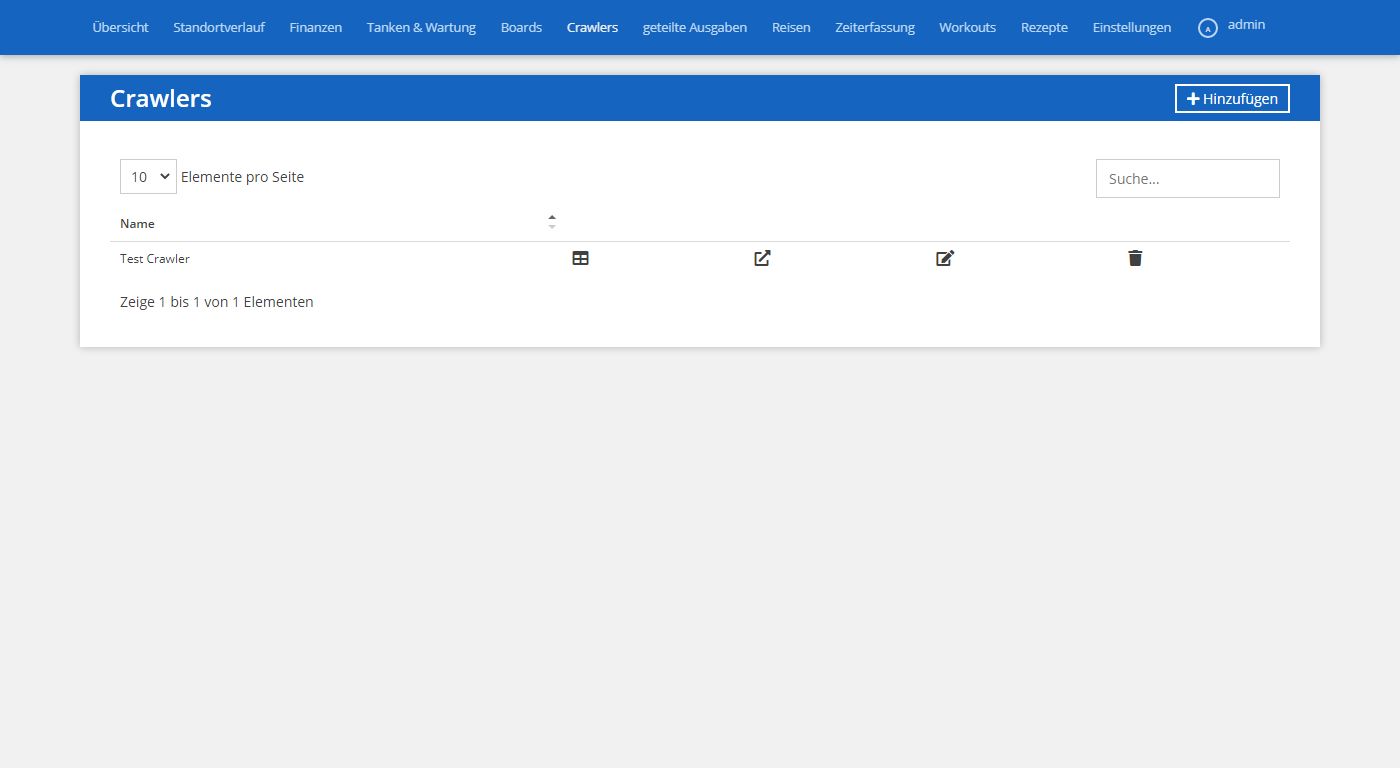 Übersicht Standortverlauf Finanzen Tanken & Wartung Boards Crawlers geteilte Ausgaben Reisen Zeiterfassung Workouts Rezepte Einstellungen A admin
Crawlers Hinzufügen
10 Elemente pro Seite Suche...
Name
Test Crawler
Zeige 1 bis 1 von 1 Elementen